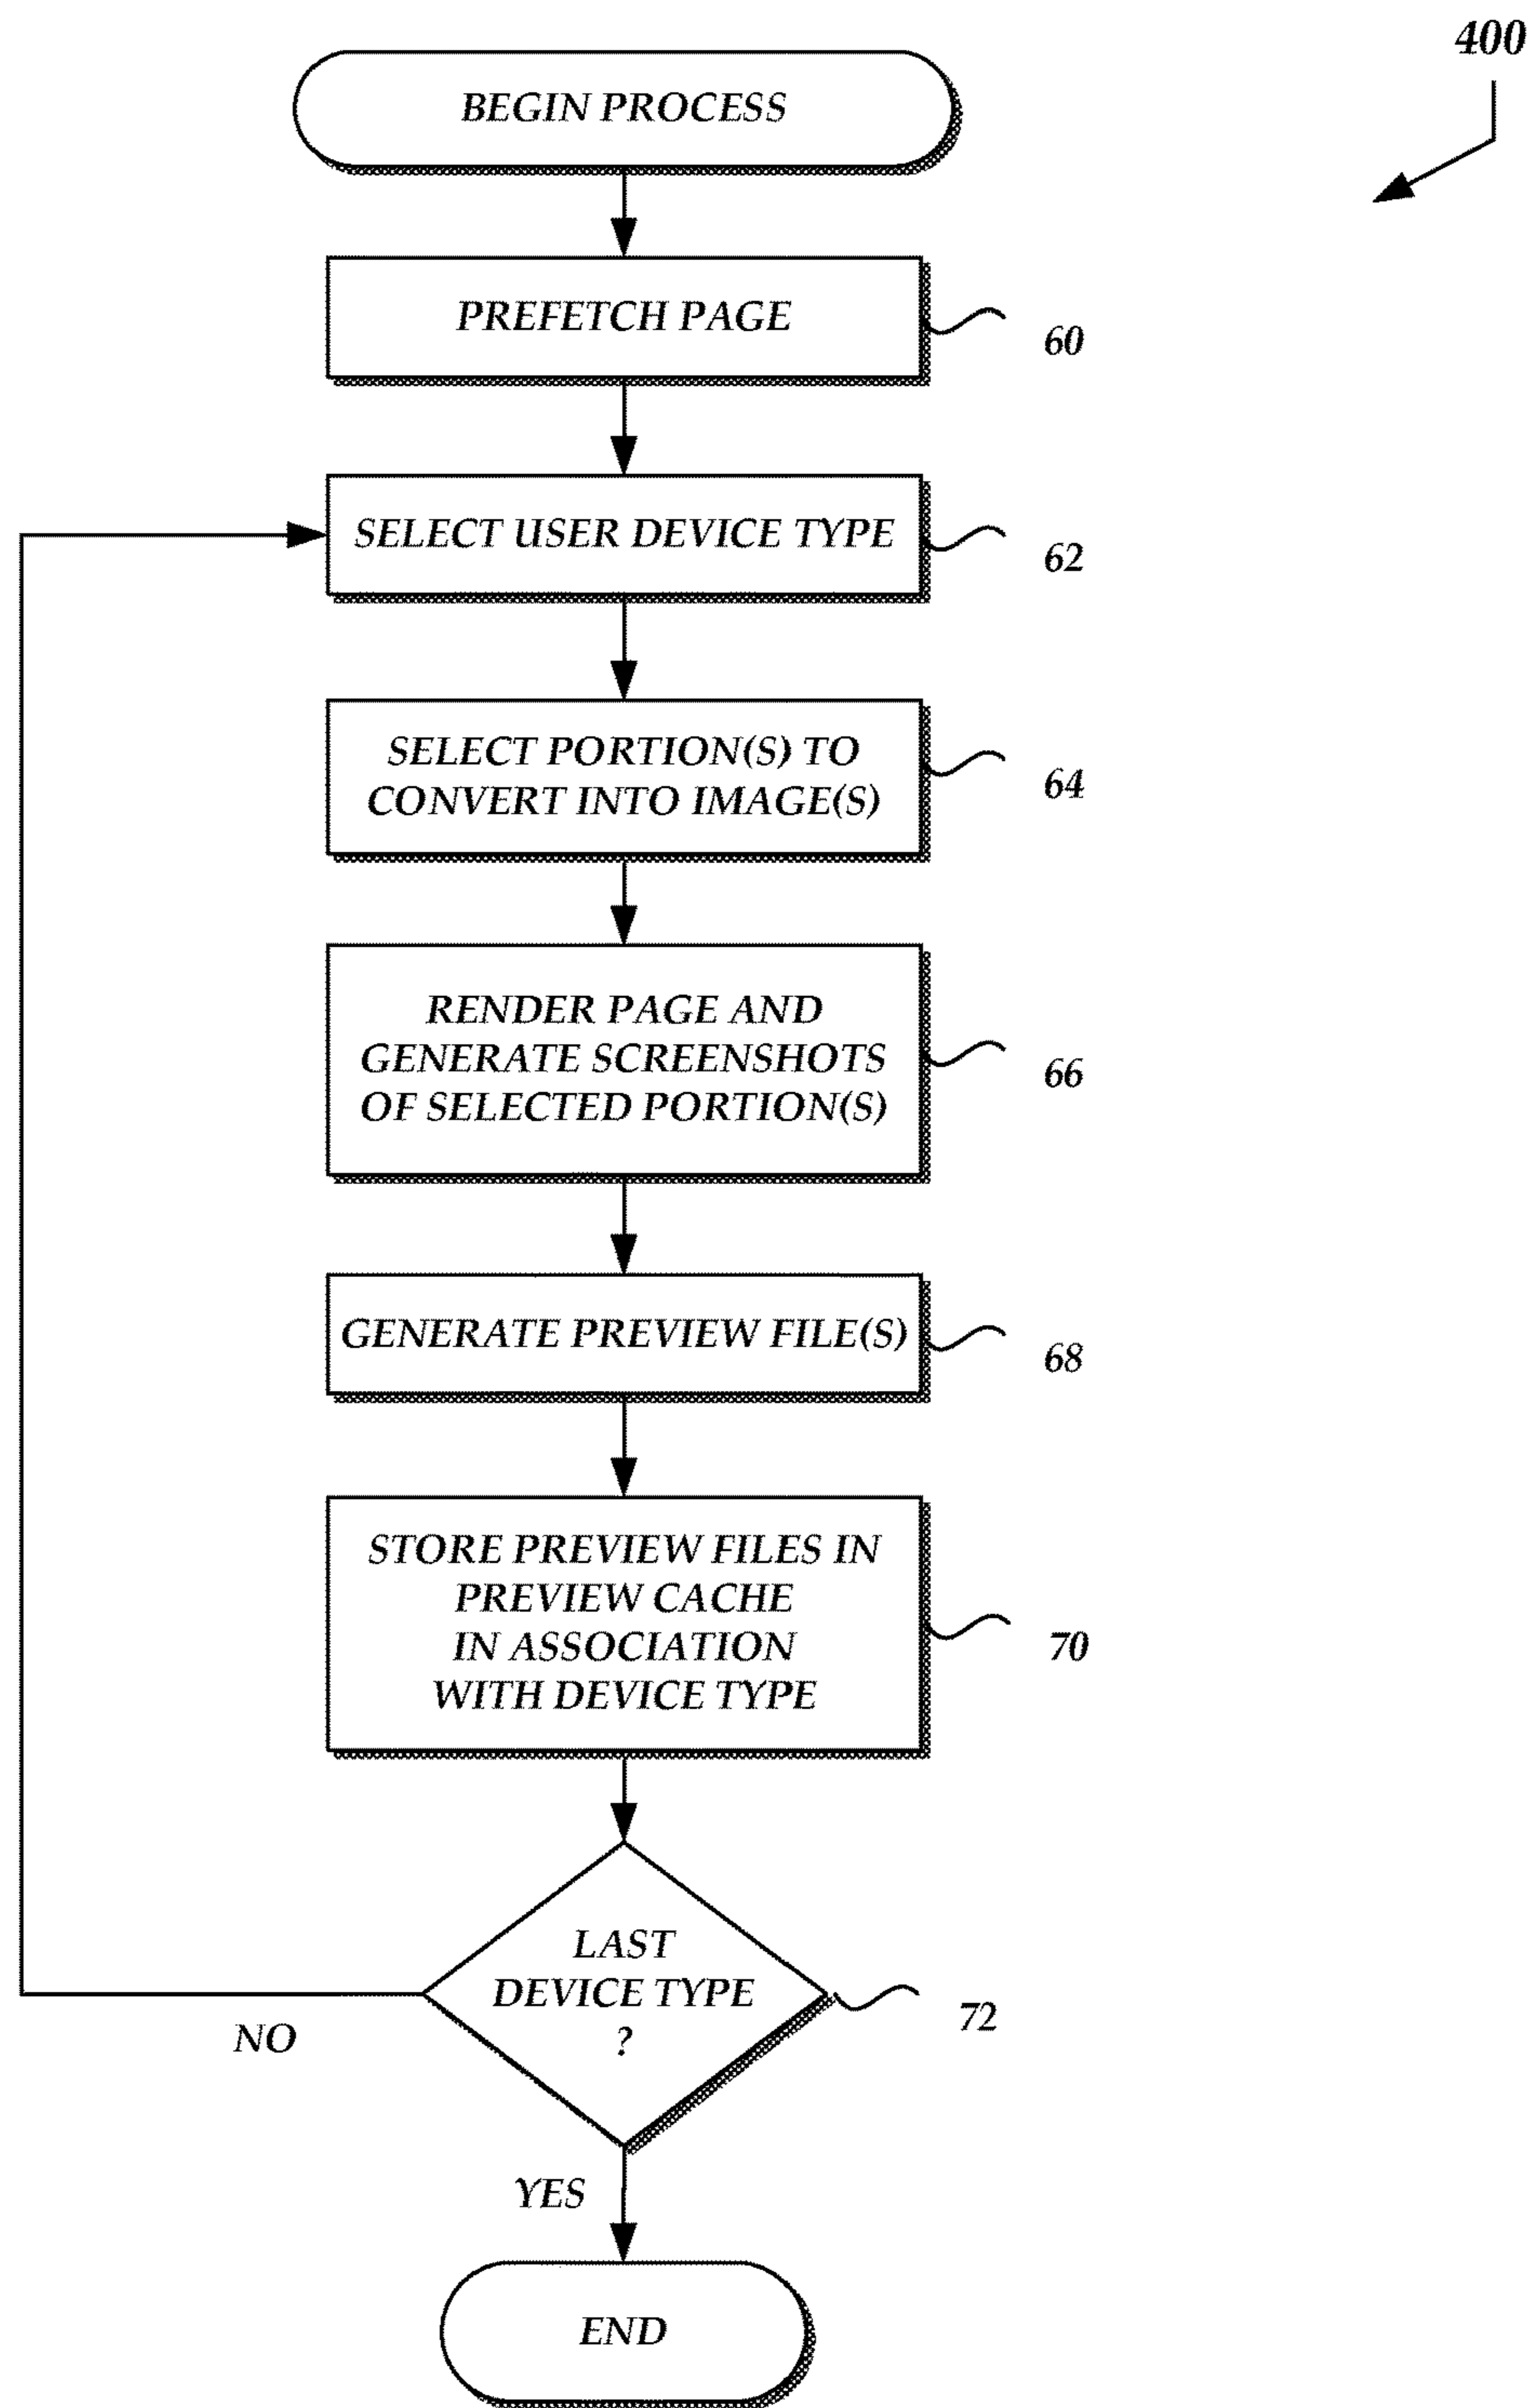 400
BEGIN PROCESS
PREFETCH PAGE
60
SELECT USER DEVICE TYPE
62
SELECT PORTION(S) TO
CONVERT INTO IMAGE(S)
64
RENDER PAGE AND
GENERATE SCREENSHOTS
OF SELECTED PORTION(S)
66
GENERATE PREVIEW FILE(S)
68
STORE PREVIEW FILES IN
PREVIEW CACHE
IN ASSOCIATION
WITH DEVICE TYPE
70
LAST
DEVICE TYPE
?
72
NO
YES
END